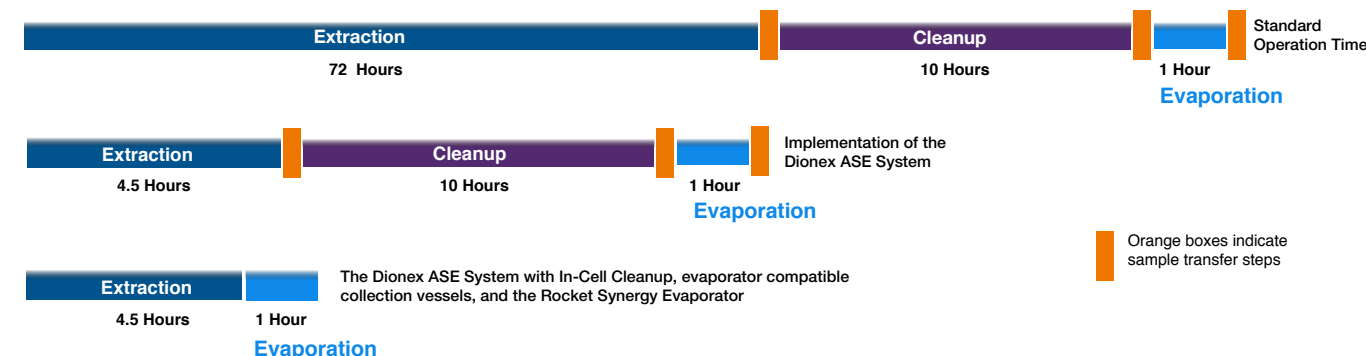 Extraction
Cleanup
Standard
Operation Time
72 Hours
10 Hours
1 Hour
Evaporation
Extraction
Cleanup
Implementation of the
Dionex ASE System
4.5 Hours
10 Hours
1 Hour
Evaporation
Orange boxes indicate
sample transfer steps
Extraction
The Dionex ASE System with In-Cell Cleanup, evaporator compatible
collection vessels, and the Rocket Synergy Evaporator
4.5 Hours
1 Hour
Evaporation